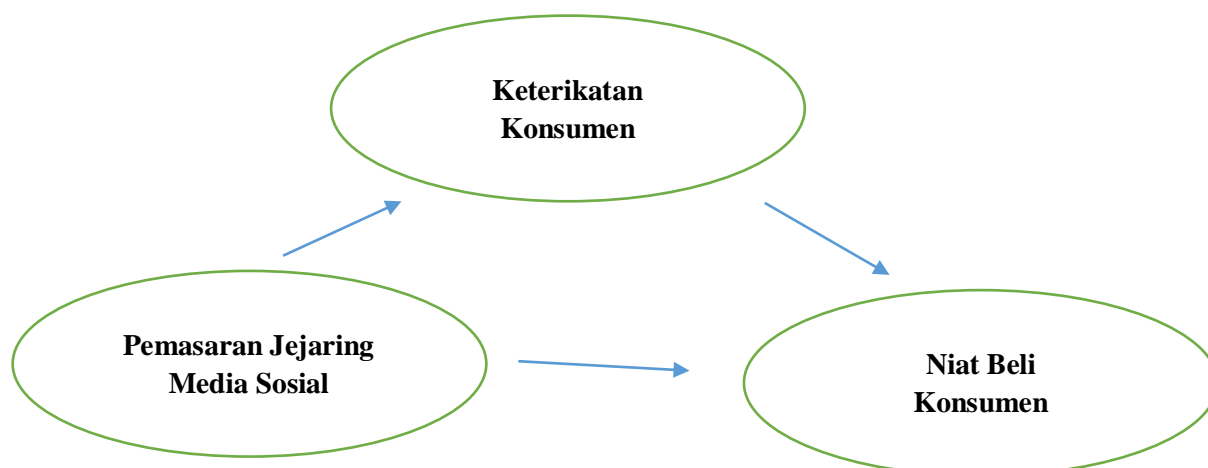 Keterikatan
Konsumen
Pemasaran Jejaring
Media Sosial
Niat Beli
Konsumen